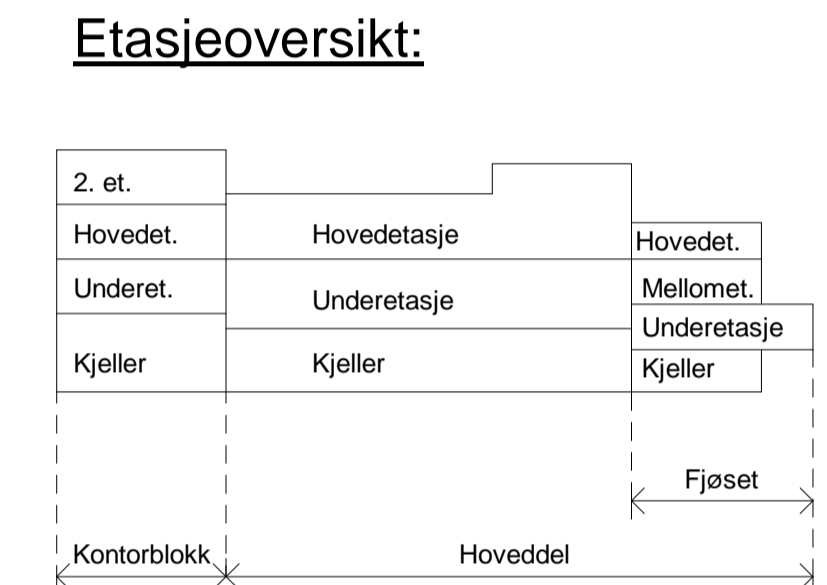 Etasjeoversikt:
2. et.
Hovedet.
Hovedetasje
Hovedet.
Underet.
Underetasje
Mellomet.
Underetasje
Kjeller
Kjeller
Kjeller
Fjøset
Kontorblokk
Hoveddel